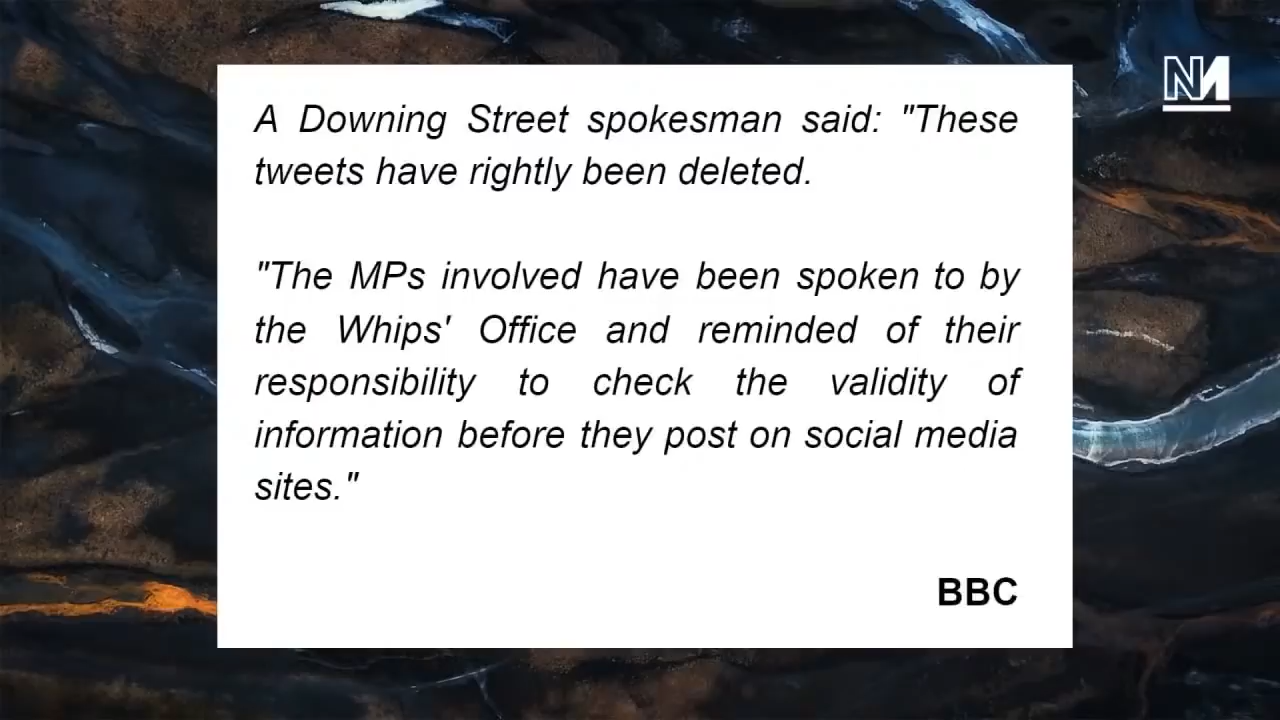 A Downing Street spokesman said: "These
tweets have rightly been deleted.
"The MPs involved have been spoken to by
the Whips' Office and reminded of their
responsibility to check the validity of
information before they post on social media
sites."
BBC
NM